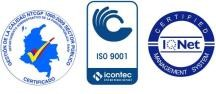 GESTIÓN DE LA CALIDAD NTCGP 1000:2009 SECTOR PÚBLICO
CERTIFICADO
ISO 9001
icontec
CERTIFIED
IQNet
MANAGEMENT SYSTEM